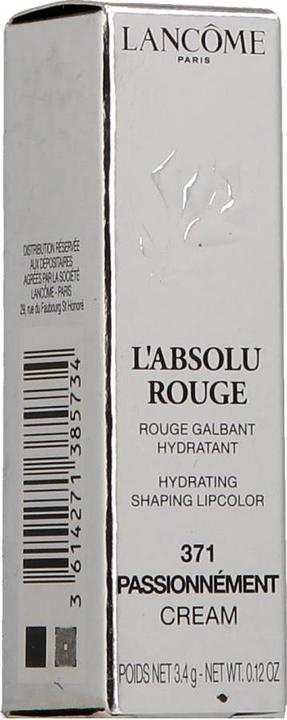 LANCÔME
PARIS
L'ABSOLU
ROUGE
ROUGE GALBANT
HYDRATANT
HYDRATING
SHAPING LIPCOLOR
371
PASSIONNÉMENT
CREAM
POIDS NET 3.4g - NET WT. 0.12 OZ
DISTRIBUTION RÉSERVÉE
AUX DÉPOSITAIRES
AGRÉÉS PAR LA SOCIÉTÉ
LANCÔME - PARIS
29, rue du Faubourg St Honoré
3 614271 385734